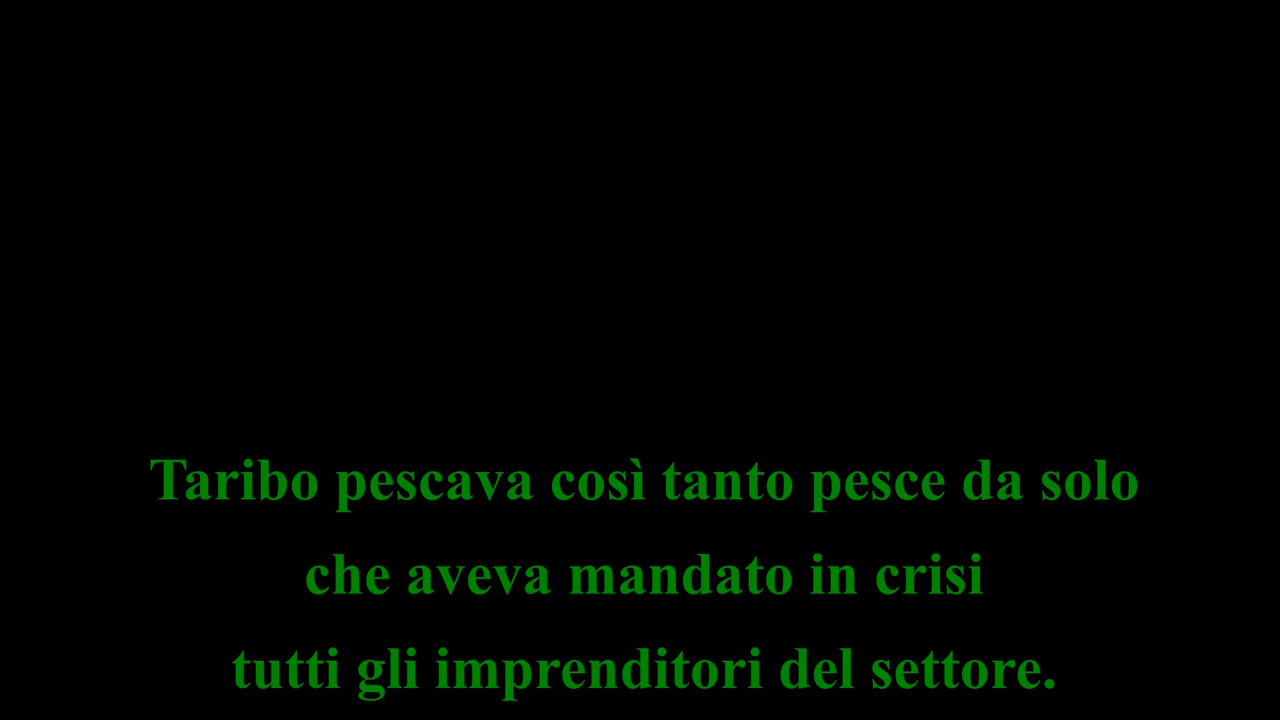 Taribo pescava così tanto pesce da solo
che aveva mandato in crisi
tutti gli imprenditori del settore.